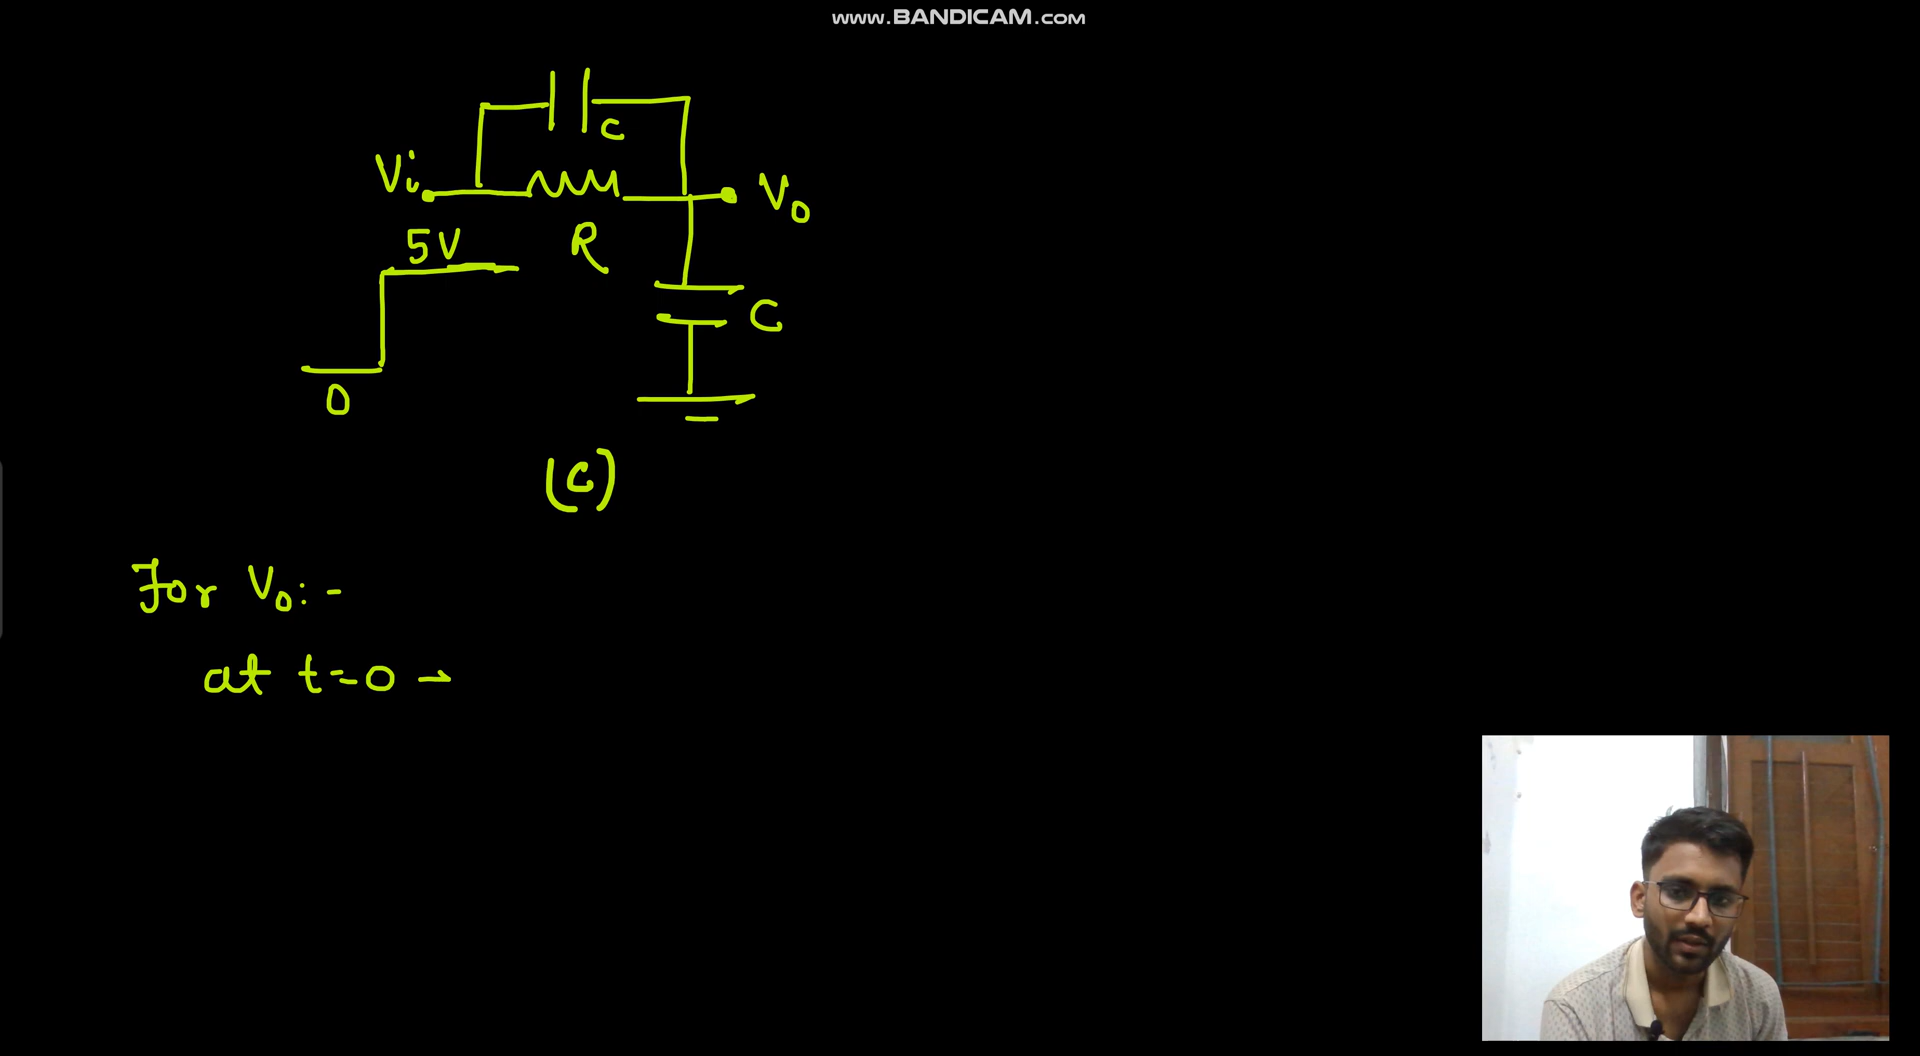 www.BANDICAM.com
C
Vi
Vo
5V
R
C
0
(C)
For Vo:-
at t=0 →